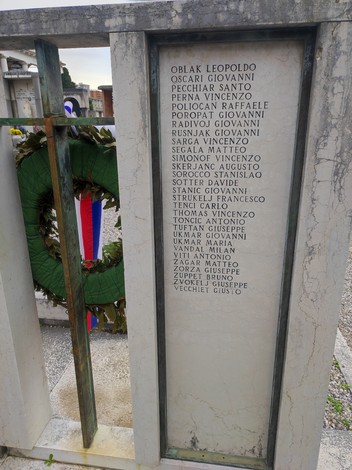 OBLAK LEOPOLDO
OSCARI GIOVANNI
PECCHIAR SANTO
PERNA VINCENZO
POLIOCAN RAFFAELE
POROPAT GIOVANNI
RADIVOJ GIOVANNI
RUSNJAK GIOVANNI
SARGA VINCENZO
SEGALA MATTEO
SIMONOF VINCENZO
SKERJANC AUGUSTO
SOROCCO STANISLAO
SOTTER DAVIDE
STANIC GIOVANNI
STRUKELJ FRANCESCO
TENCI CARLO
THOMAS VINCENZO
TONCIC ANTONIO
TUFTAN GIUSEPPE
UKMAR GIOVANNI
UKMAR MARIA
VANDAL MILAN
VITI ANTONIO
ZAGAR MATTEO
ZORZA GIUSEPPE
ZUPPET BRUNO
ZVOKELJ GIUSEPPE
VECCHIET GIUSTO